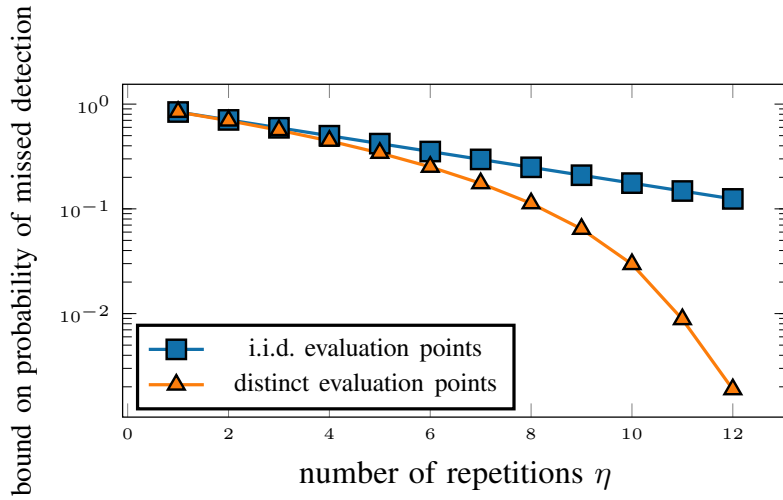 bound on probability of missed detection
10^0
10^−1
10^−2
i.i.d. evaluation points
distinct evaluation points
0 2 4 6 8 10 12
number of repetitions η